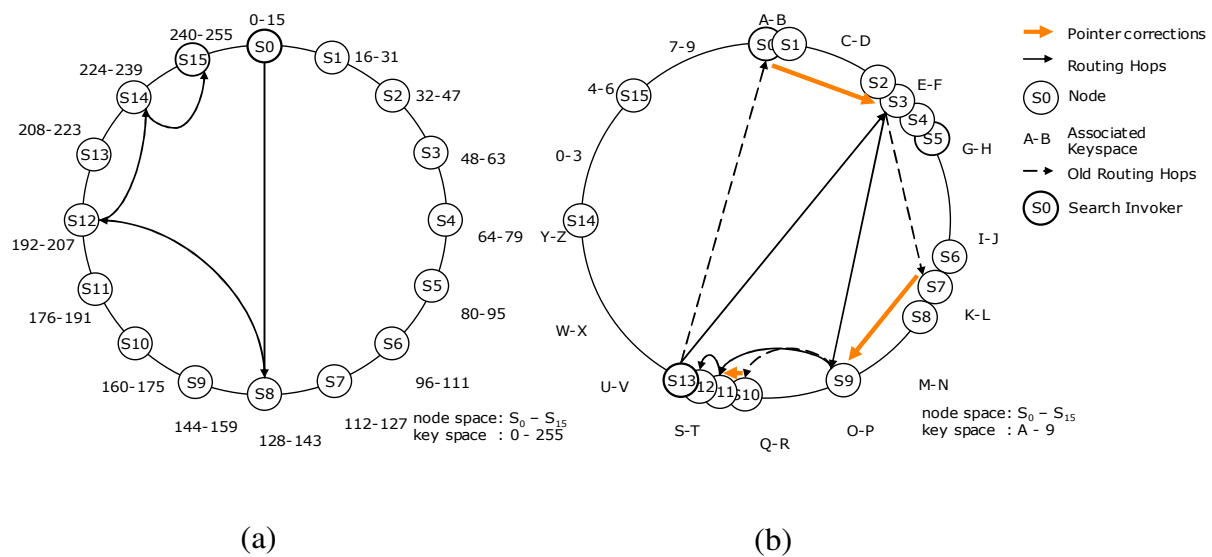 0-15
240-255
S0
S15
S1
16-31
224-239
S14
S2
32-47
208-223
S13
S3
48-63
S12
S4
192-207
64-79
S11
S5
176-191
80-95
S10
S6
160-175
S9
S7
96-111
S8
144-159
128-143
112-127
node space: S0 – S15
key space : 0 - 255
(a)
A-B
7-9
S0
S1
C-D
4-6
S15
S2
E-F
S3
S4
S5
G-H
0-3
S14
Y-Z
I-J
S6
S7
S8
K-L
W-X
U-V
S13
12
11
S10
S9
M-N
S-T
Q-R
O-P
node space: S0 – S15
key space : A - 9
(b)
Pointer corrections
Routing Hops
S0
Node
A-B
Associated
Keyspace
Old Routing Hops
S0
Search Invoker